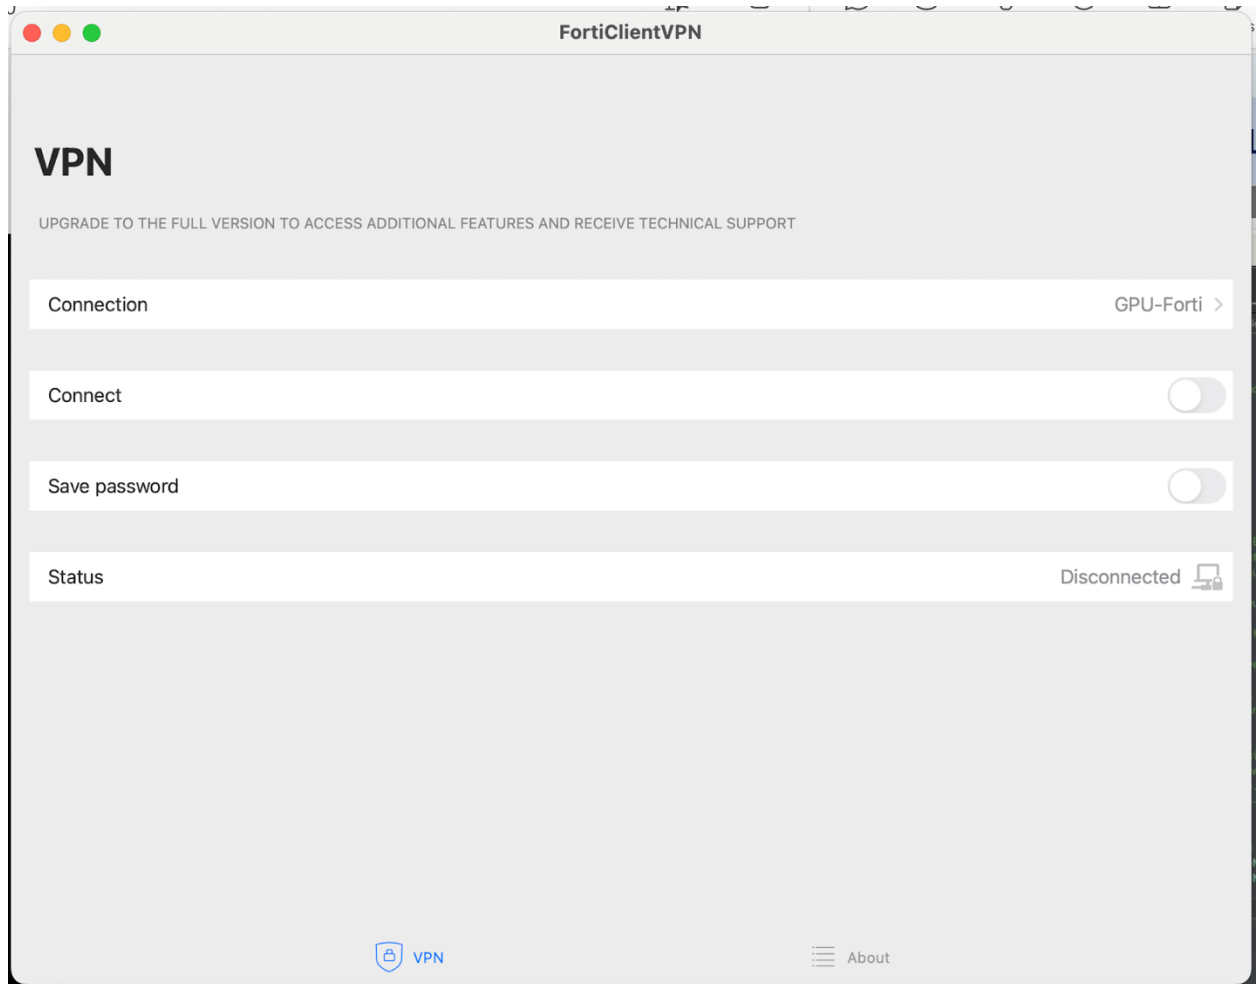 FortiClientVPN
VPN
UPGRADE TO THE FULL VERSION TO ACCESS ADDITIONAL FEATURES AND RECEIVE TECHNICAL SUPPORT
Connection GPU-Forti
Connect
Save password
Status Disconnected
VPN About